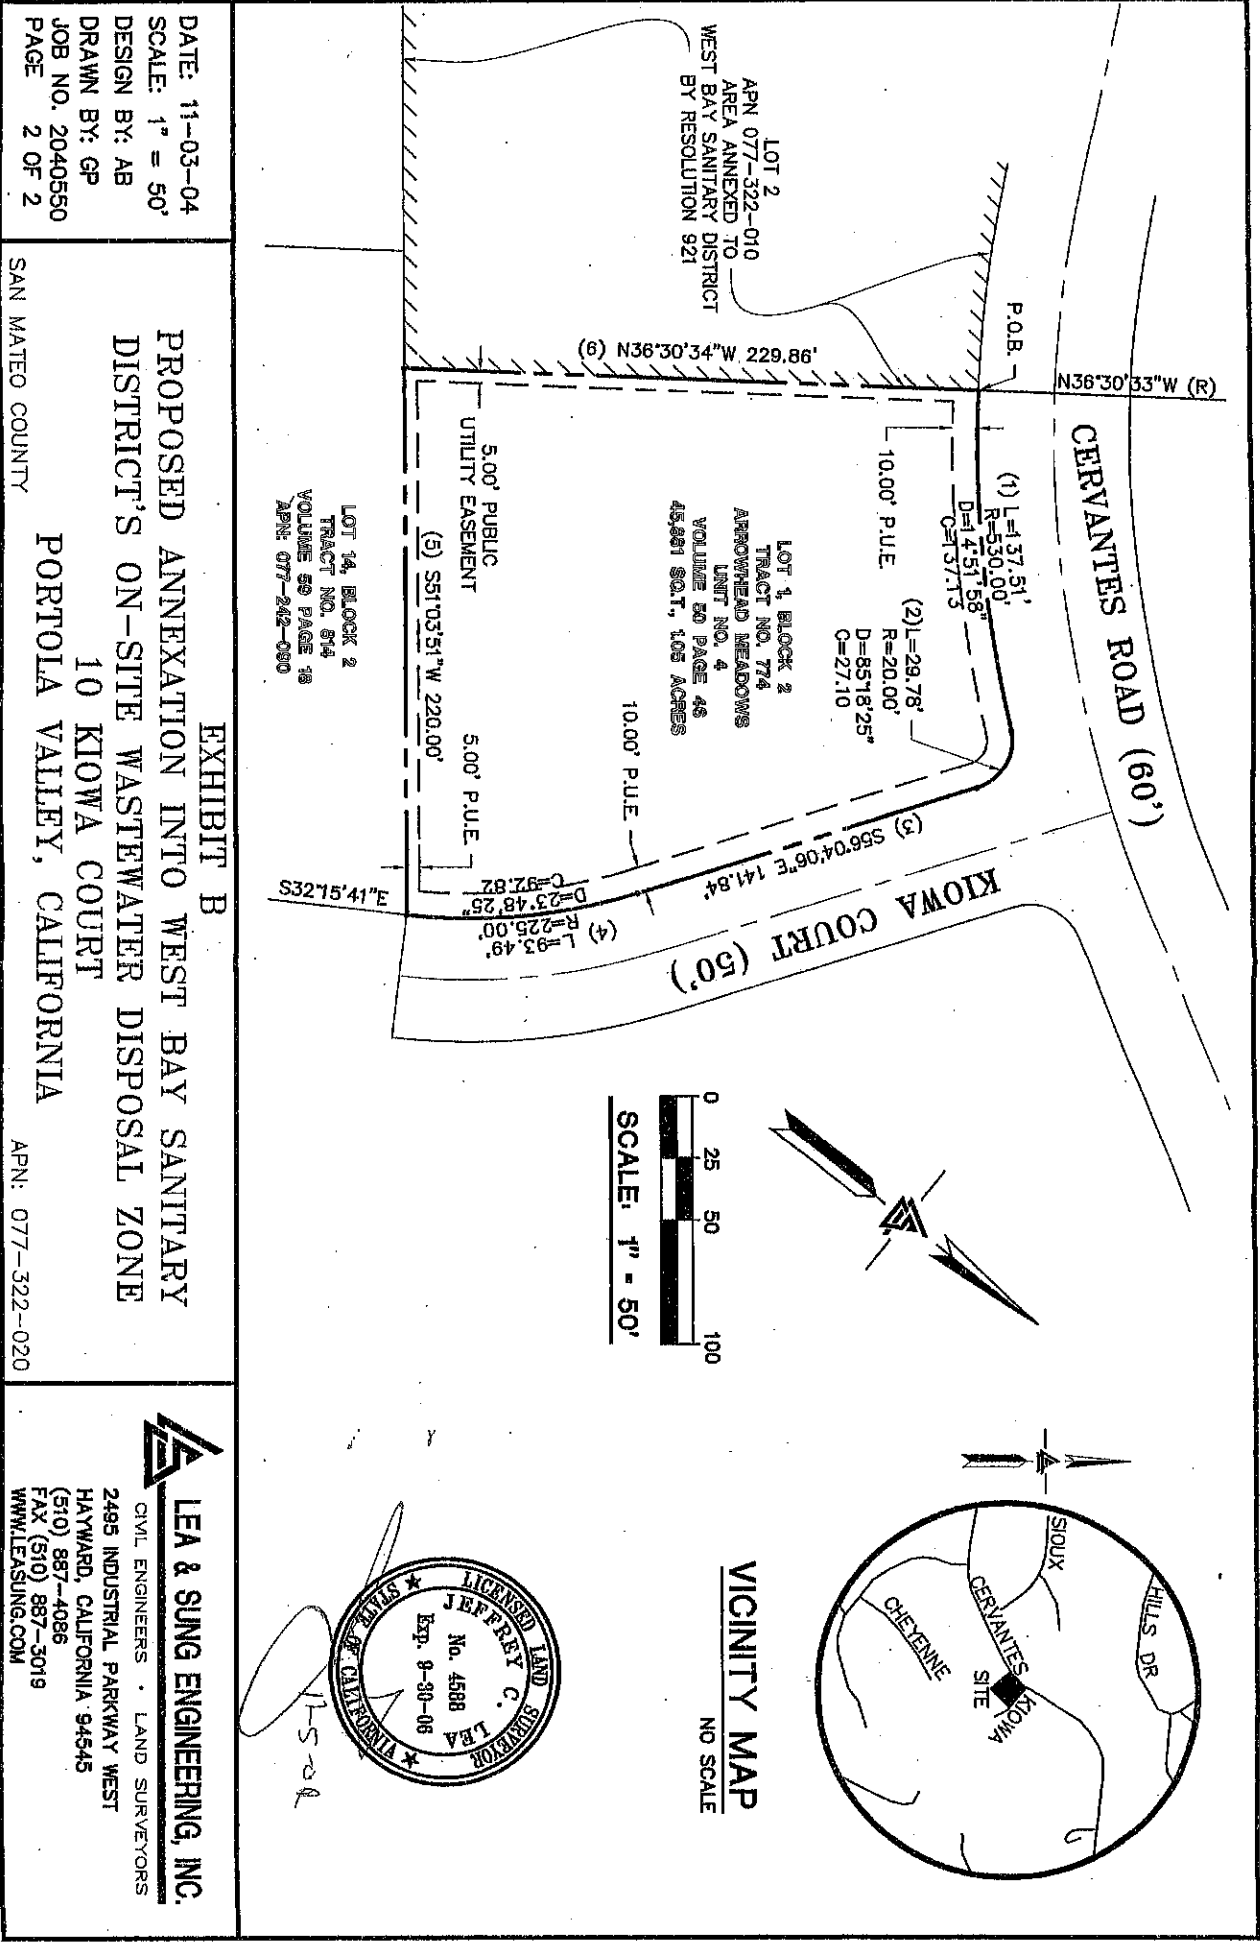 CERVANTES ROAD (60')
KIOWA COURT (50')
N36°30'33"W (R)
P.O.B.
LOT 2
APN 077-322-010
AREA ANNEXED TO
WEST BAY SANITARY DISTRICT
BY RESOLUTION 921
(1) L=137.51'
R=530.00'
D=14°51'58"
C=137.13
(2)L=29.78'
R=20.00'
D=85°18'25"
C=27.10
10.00' P.U.E.
(6) N36°30'34"W 229.86'
LOT 1, BLOCK 2
TRACT NO. 774
ARROWHEAD MEADOWS
UNIT NO. 4
VOLUME 50 PAGE 46
45,881 SQ.T., 1.05 ACRES
10.00' P.U.E
(3) S56°04'06"E 141.84'
(4) L=93.49'
R=225.00'
D=23°48'25"
C=92.82
5.00' PUBLIC
UTILITY EASEMENT
5.00' P.U.E.
(5) S51°03'51"W 220.00'
S32°15'41"E
LOT 14, BLOCK 2
TRACT NO. 814
VOLUME 59 PAGE 18
APN: 077-242-090
0 25 50 100
SCALE: 1" = 50'
HILLS DR
SIOUX
CERVANTES
CHEYENNE
KIOWA
SITE
VICINITY MAP
NO SCALE
LICENSED LAND SURVEYOR
JEFFREY C. LEA
No. 4588
Exp. 9-30-06
STATE OF CALIFORNIA
DATE: 11-03-04
SCALE: 1" = 50'
DESIGN BY: AB
DRAWN BY: GP
JOB NO. 2040550
PAGE 2 OF 2
EXHIBIT B
PROPOSED ANNEXATION INTO WEST BAY SANITARY
DISTRICT'S ON-SITE WASTEWATER DISPOSAL ZONE
10 KIOWA COURT
PORTOLA VALLEY, CALIFORNIA
SAN MATEO COUNTY
APN: 077-322-020
LEA & SUNG ENGINEERING, INC.
CIVIL ENGINEERS · LAND SURVEYORS
2495 INDUSTRIAL PARKWAY WEST
HAYWARD, CALIFORNIA 94545
(510) 887-4086
FAX (510) 887-3019
WWW.LEASUNG.COM